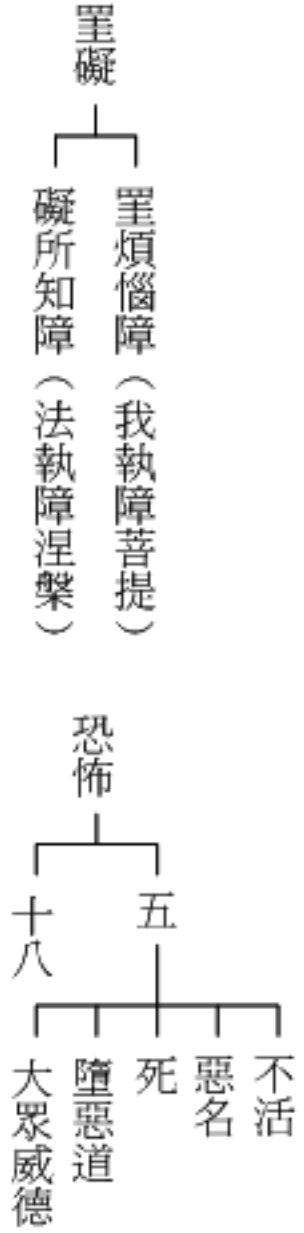 罣礙
罣煩惱障（我執障菩提）
礙所知障（法執障涅槃）
恐怖
五
不活
惡名
死
墮惡道
大眾威德
十八